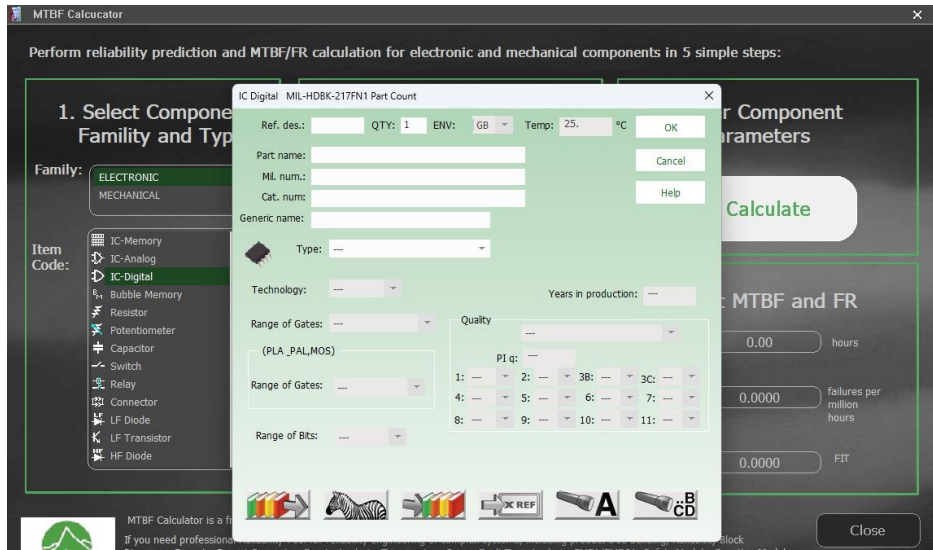 MTBF Calcucator
Perform reliability prediction and MTBF/FR calculation for electronic and mechanical components in 5 simple steps:
1. Select Compone
Famility and Typ
Family:
ELECTRONIC
MECHANICAL
Item
Code:
IC-Memory
IC-Analog
IC-Digital
Bubble Memory
Resistor
Potentiometer
Capacitor
Switch
Relay
Connector
LF Diode
LF Transistor
HF Diode
IC Digital MIL-HDBK-217FN1 Part Count
Ref. des.: QTY: 1 ENV: GB Temp: 25. °C OK
Part name: Cancel
Mil. num.:
Cat. num: Help
Generic name:
Type: ---
Technology: --- Years in production: ---
Range of Gates: ---
Quality
---
(PLA _PAL,MOS)
PI q: ---
Range of Gates: ---
1: --- 2: --- 3B: --- 3C: ---
4: --- 5: --- 6: --- 7: ---
8: --- 9: --- 10: --- 11: ---
Range of Bits: ---
X REF A B CD
r Component
rameters
Calculate
MTBF and FR
0.00 hours
0.0000 failures per
million
hours
0.0000 FIT
MTBF Calculator is a fr
If you need professiona
Close